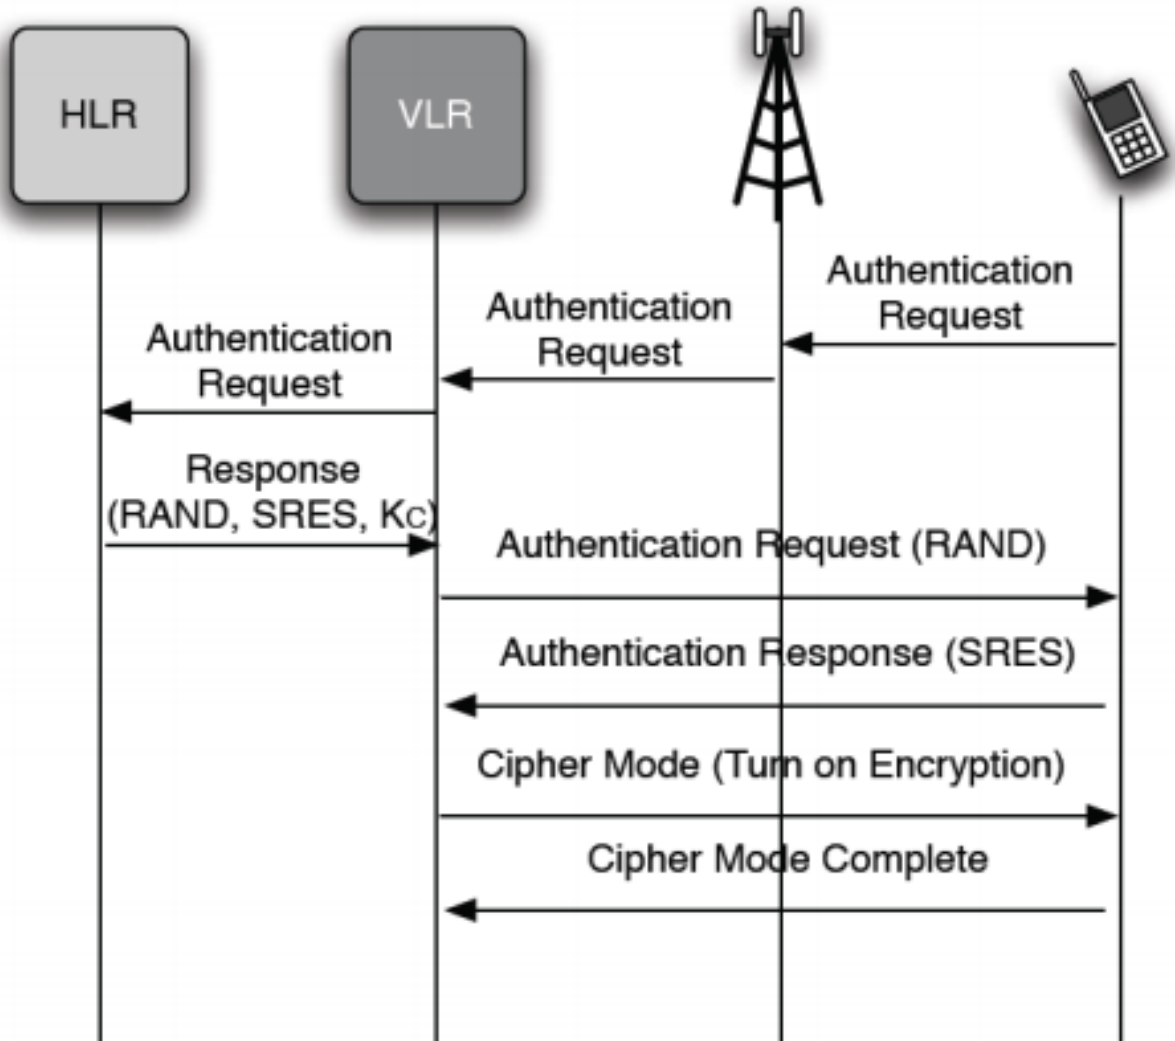 HLR
VLR
Authentication
Request
Authentication
Request
Authentication
Request
Response
(RAND, SRES, Kc)
Authentication Request (RAND)
Authentication Response (SRES)
Cipher Mode (Turn on Encryption)
Cipher Mode Complete